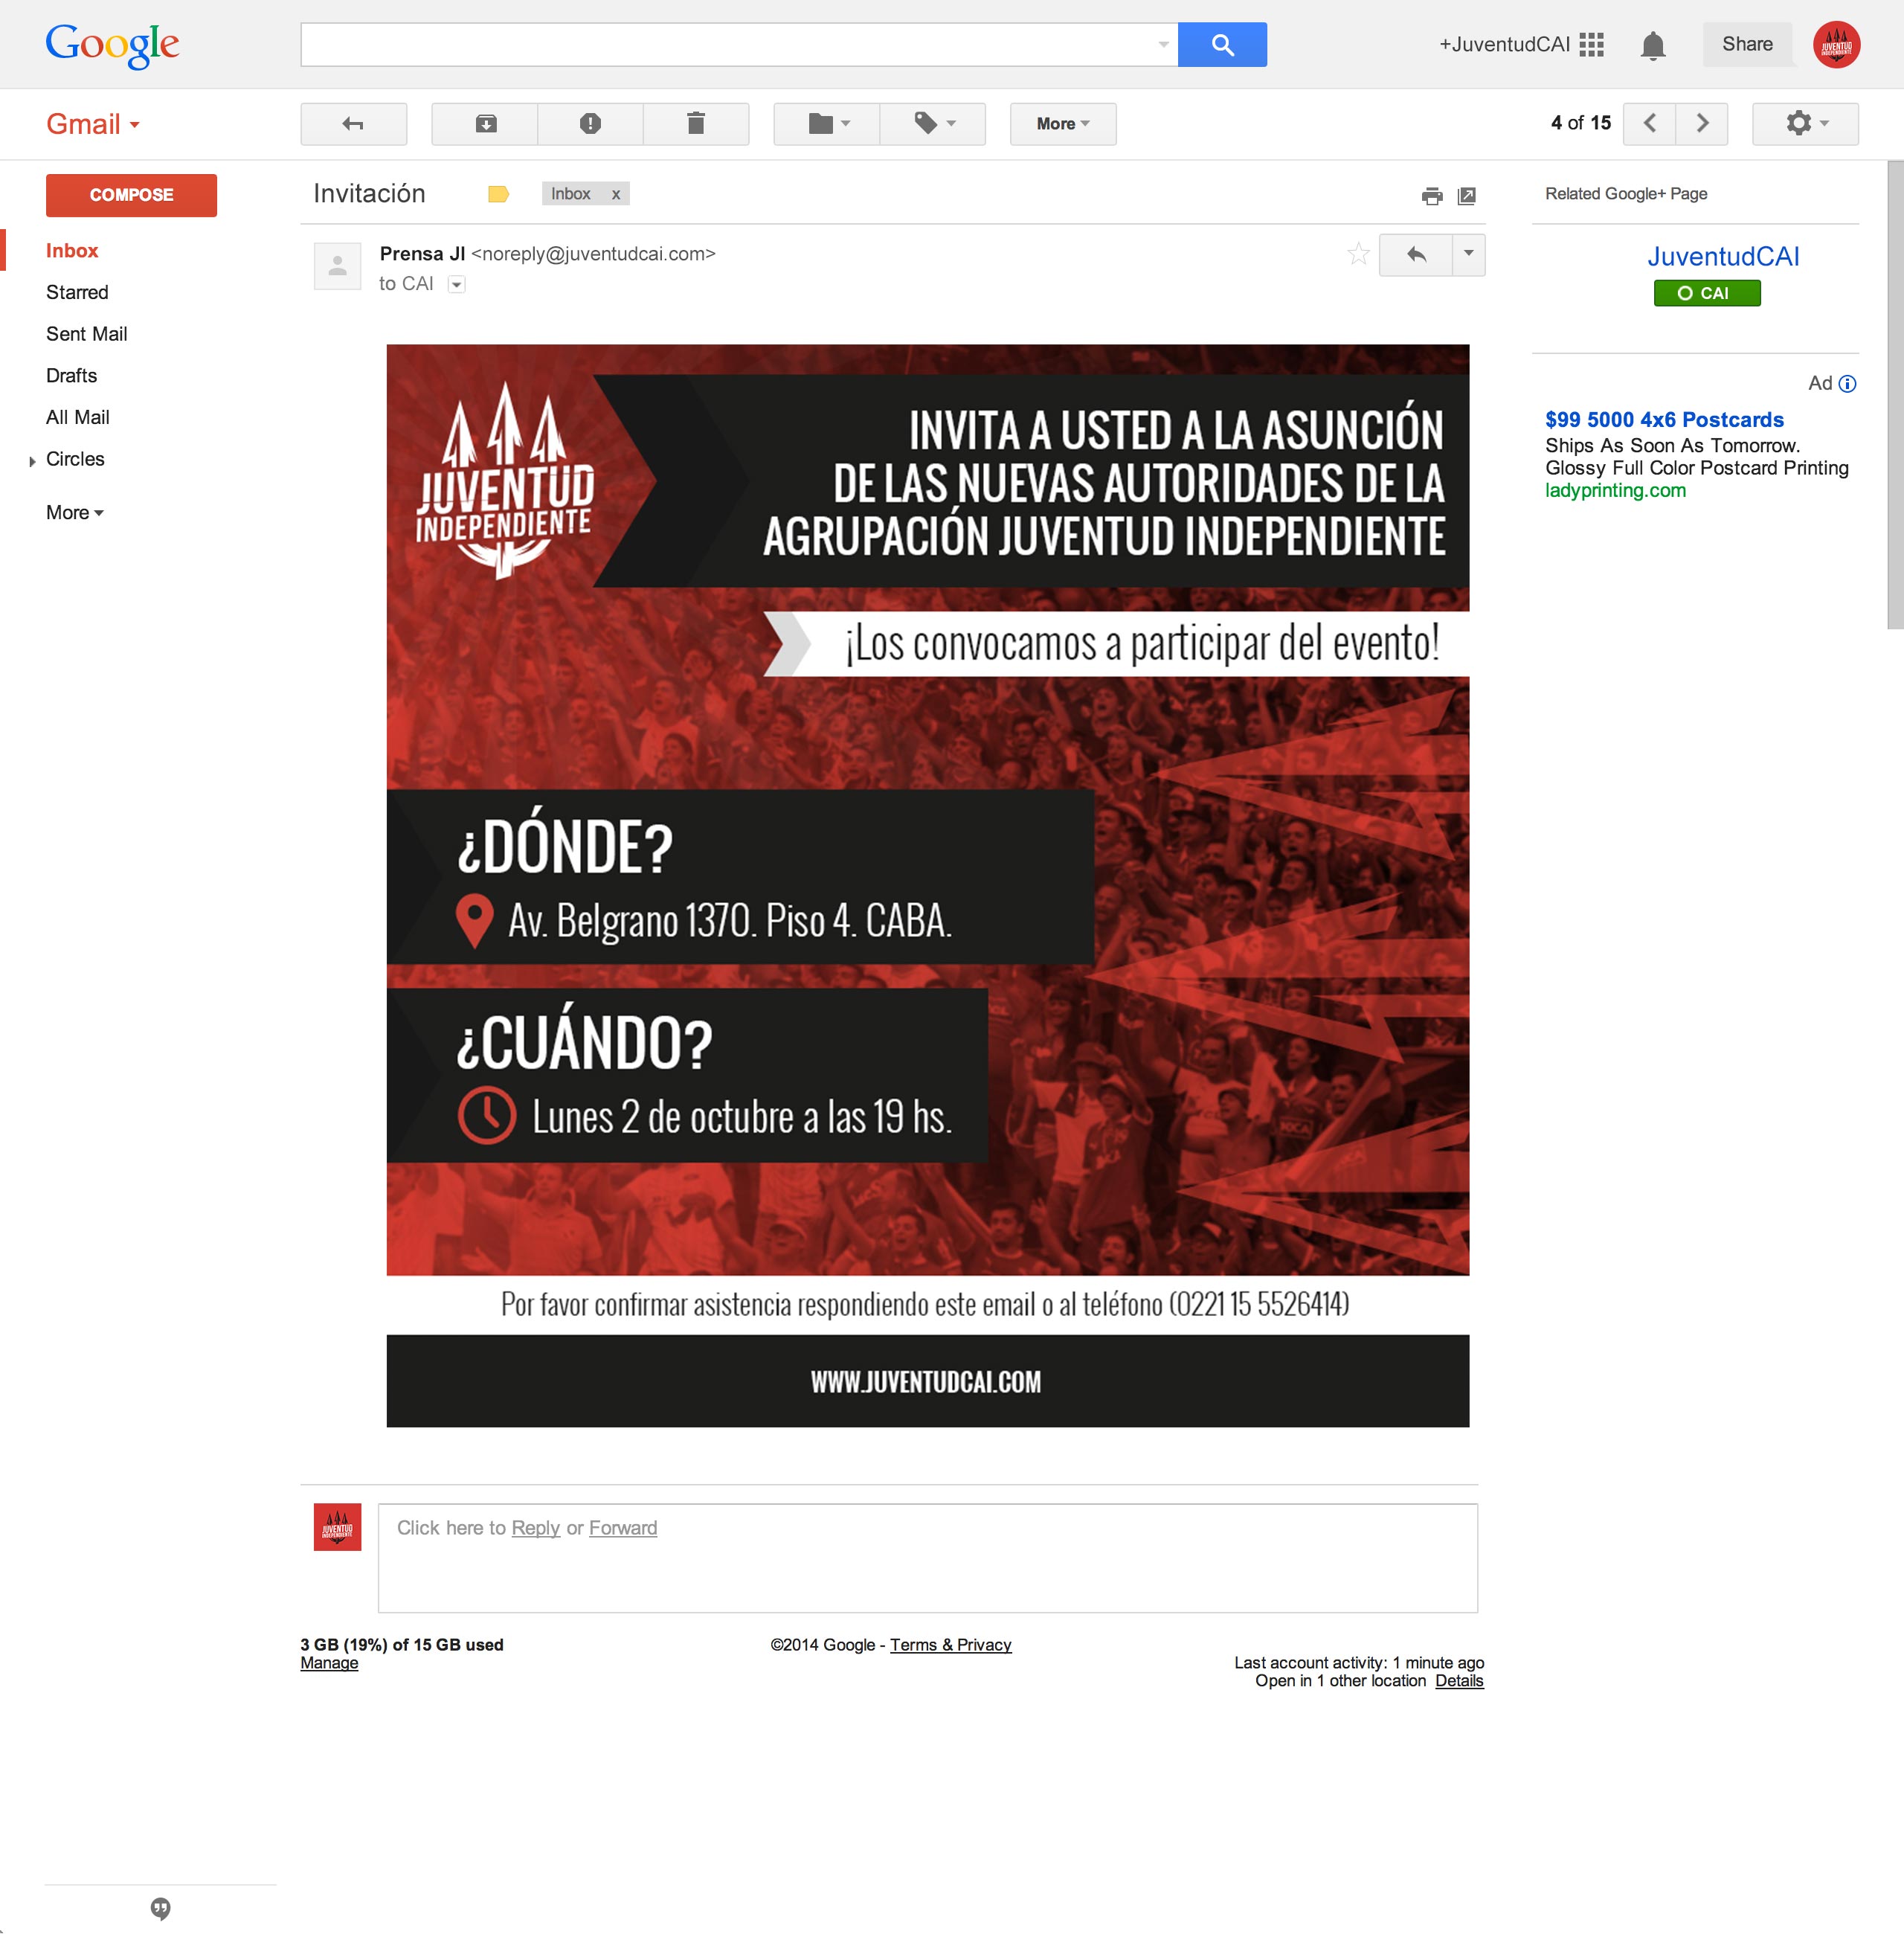 Google
+JuventudCAI
Share
JUVENTUD
Gmail
More
4 of 15
COMPOSE
Inbox
Starred
Sent Mail
Drafts
All Mail
Circles
More
Invitación
Inbox x
Prensa JI <noreply@juventudcai.com>
to CAI
JUVENTUD
INDEPENDIENTE
INVITA A USTED A LA ASUNCIÓN
DE LAS NUEVAS AUTORIDADES DE LA
AGRUPACIÓN JUVENTUD INDEPENDIENTE
¡Los convocamos a participar del evento!
¿DÓNDE?
Av. Belgrano 1370. Piso 4. CABA.
¿CUÁNDO?
Lunes 2 de octubre a las 19 hs.
Por favor confirmar asistencia respondiendo este email o al teléfono (0221 15 5526414)
WWW.JUVENTUDCAI.COM
Related Google+ Page
JuventudCAI
CAI
Ad
$99 5000 4x6 Postcards
Ships As Soon As Tomorrow.
Glossy Full Color Postcard Printing
ladyprinting.com
JUVENTUD
INDEPENDIENTE
Click here to Reply or Forward
3 GB (19%) of 15 GB used
Manage
©2014 Google - Terms & Privacy
Last account activity: 1 minute ago
Open in 1 other location Details